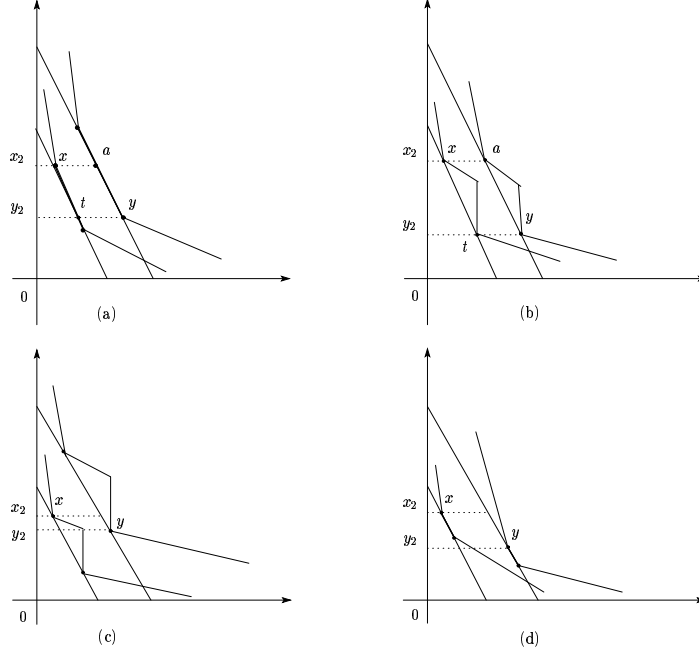 x₂ x a
y₂ t y
0
(a)
x₂ x a
y₂ t y
0
(b)
x₂ x
y₂ y
0
(c)
x₂ x
y₂ y
0
(d)